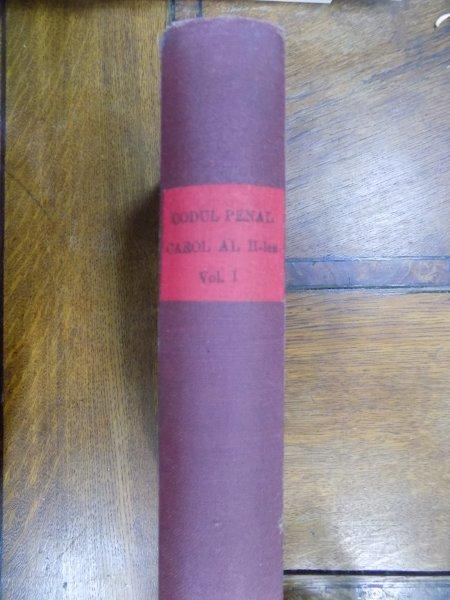 CODUL PENAL
CAROL AL II-lea
Vol. I